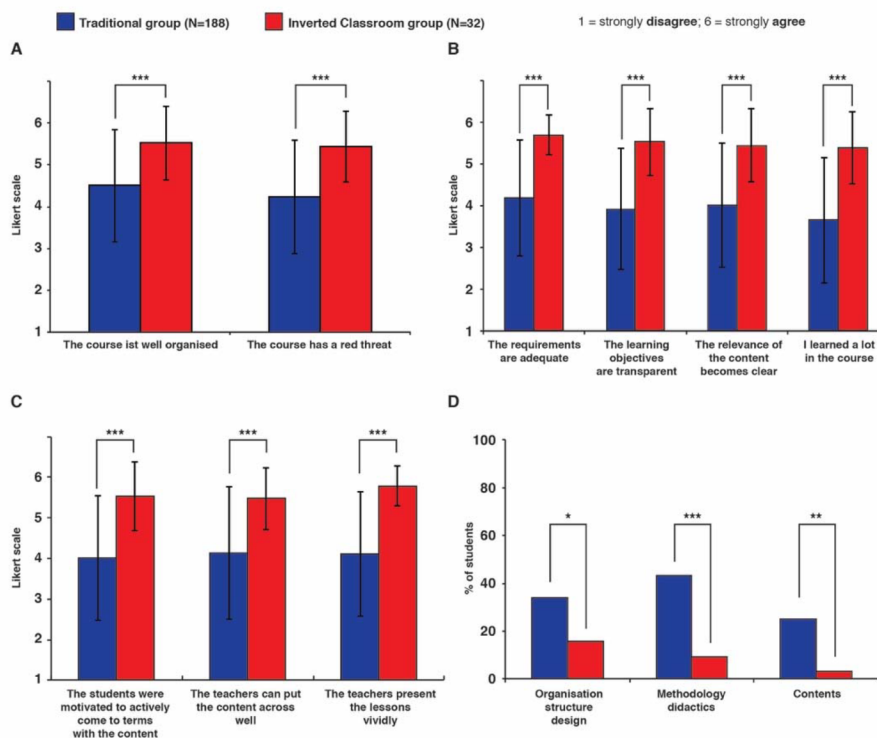 Traditional group (N=188)
Inverted Classroom group (N=32)
1 = strongly disagree; 6 = strongly agree
A
***
***
Likert scale
6
5
4
3
2
1
The course ist well organised
The course has a red threat
B
***
***
***
***
Likert scale
6
5
4
3
2
1
The requirements
are adequate
The learning
objectives
are transparent
The relevance of
the content
becomes clear
I learned a lot
in the course
C
***
***
***
Likert scale
6
5
4
3
2
1
The students were
motivated to actively
come to terms
with the content
The teachers can put
the content across
well
The teachers present
the lessons
vividly
D
% of students
100
80
60
40
20
0
*
***
**
Organisation
structure
design
Methodology
didactics
Contents